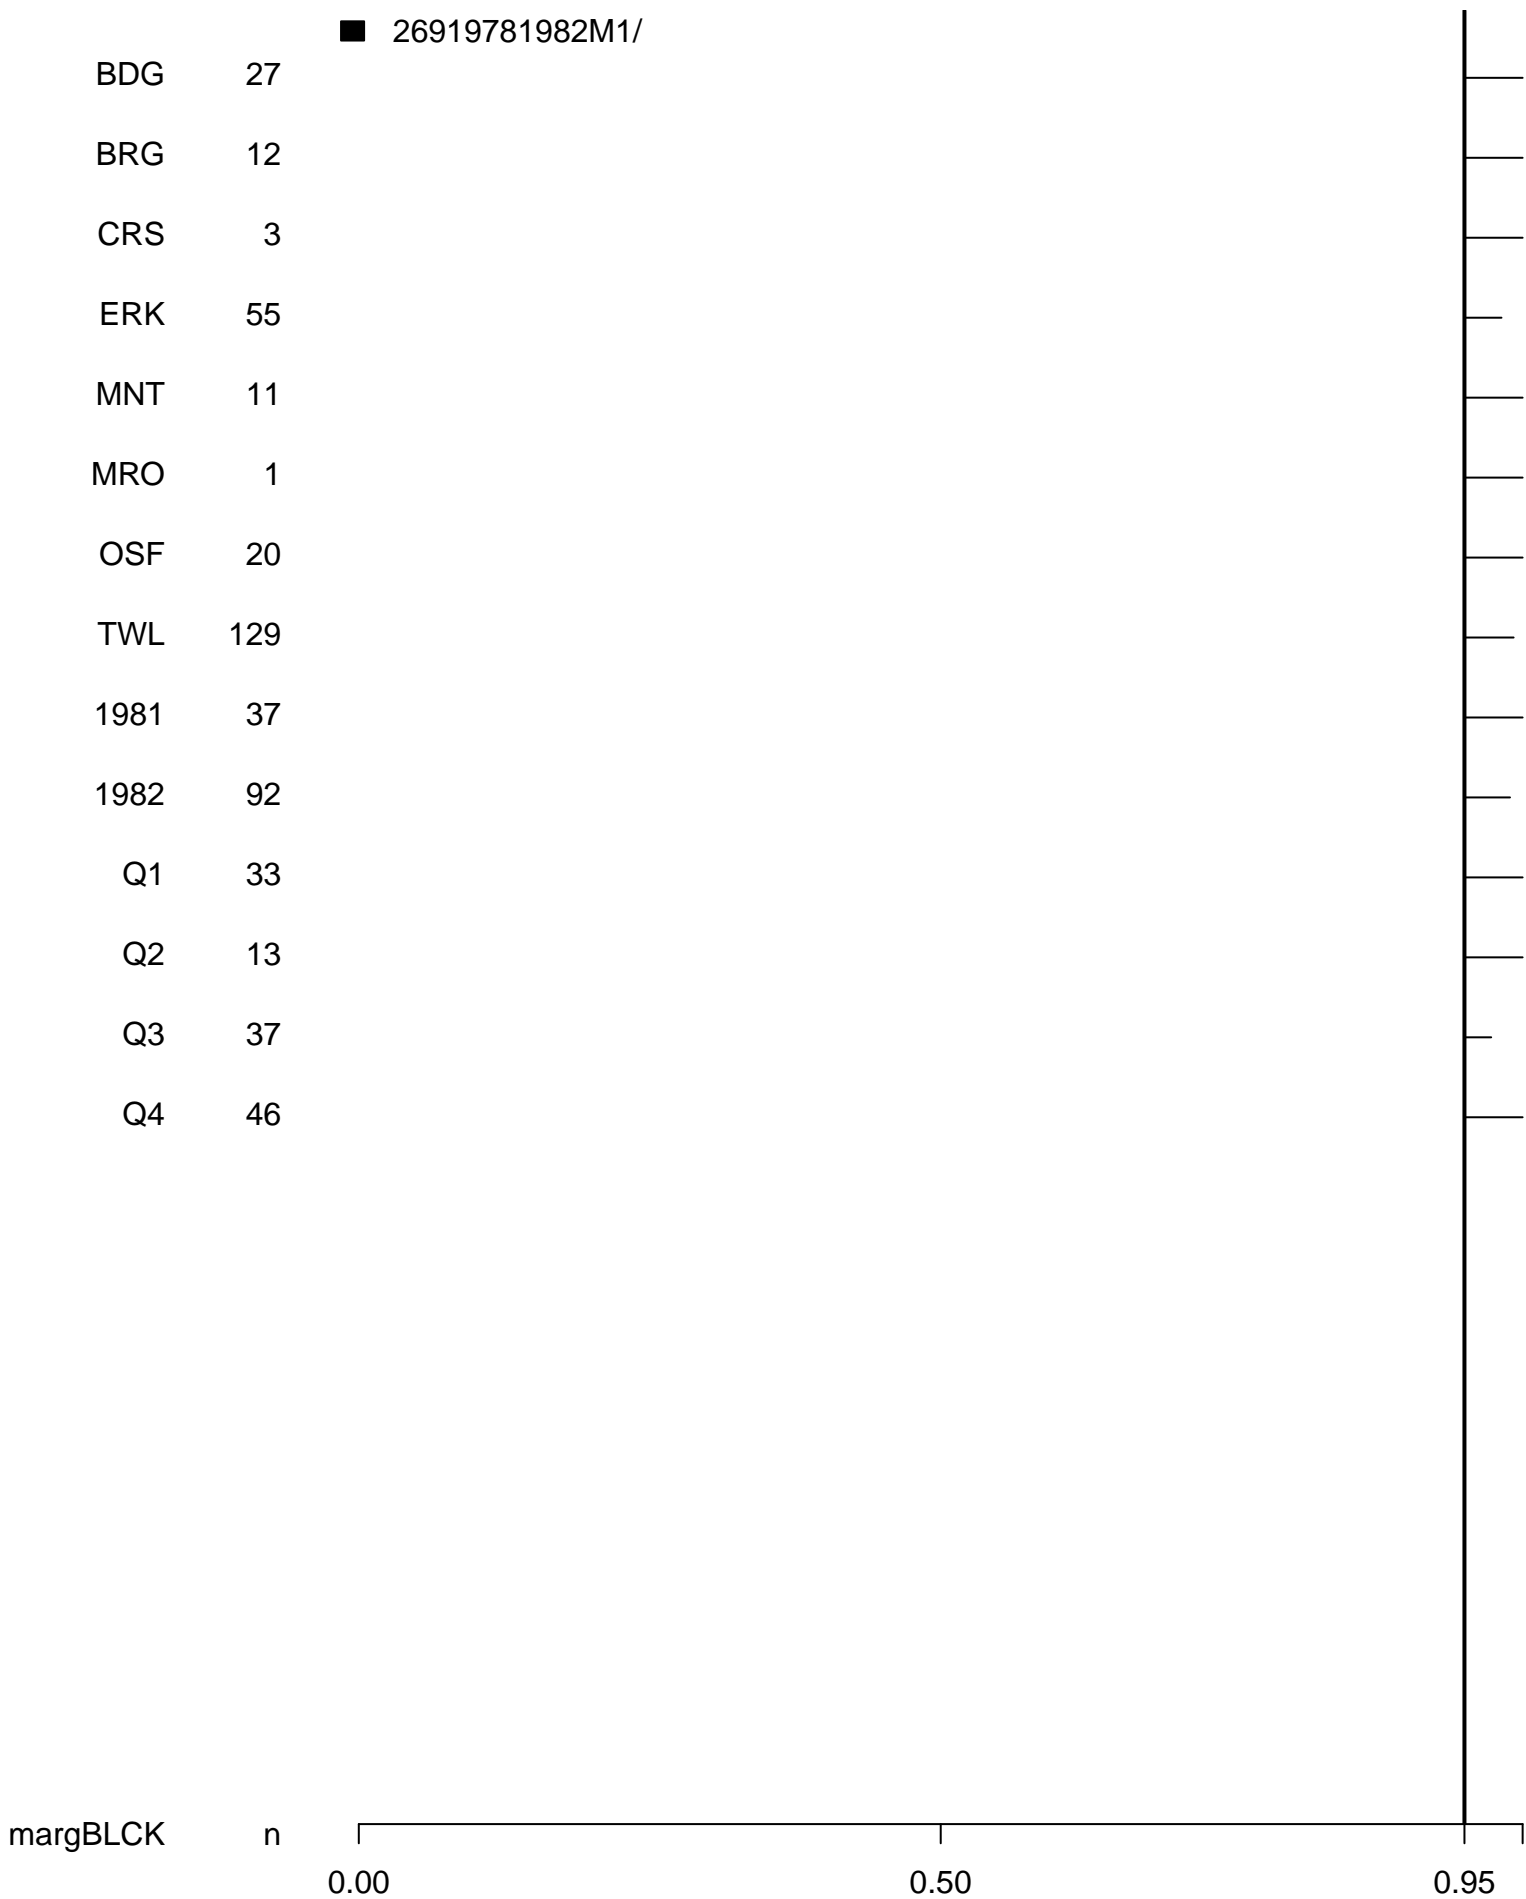 26919781982M1/
BDG 27
BRG 12
CRS 3
ERK 55
MNT 11
MRO 1
OSF 20
TWL 129
1981 37
1982 92
Q1 33
Q2 13
Q3 37
Q4 46
margBLCK n
0.00 0.50 0.95